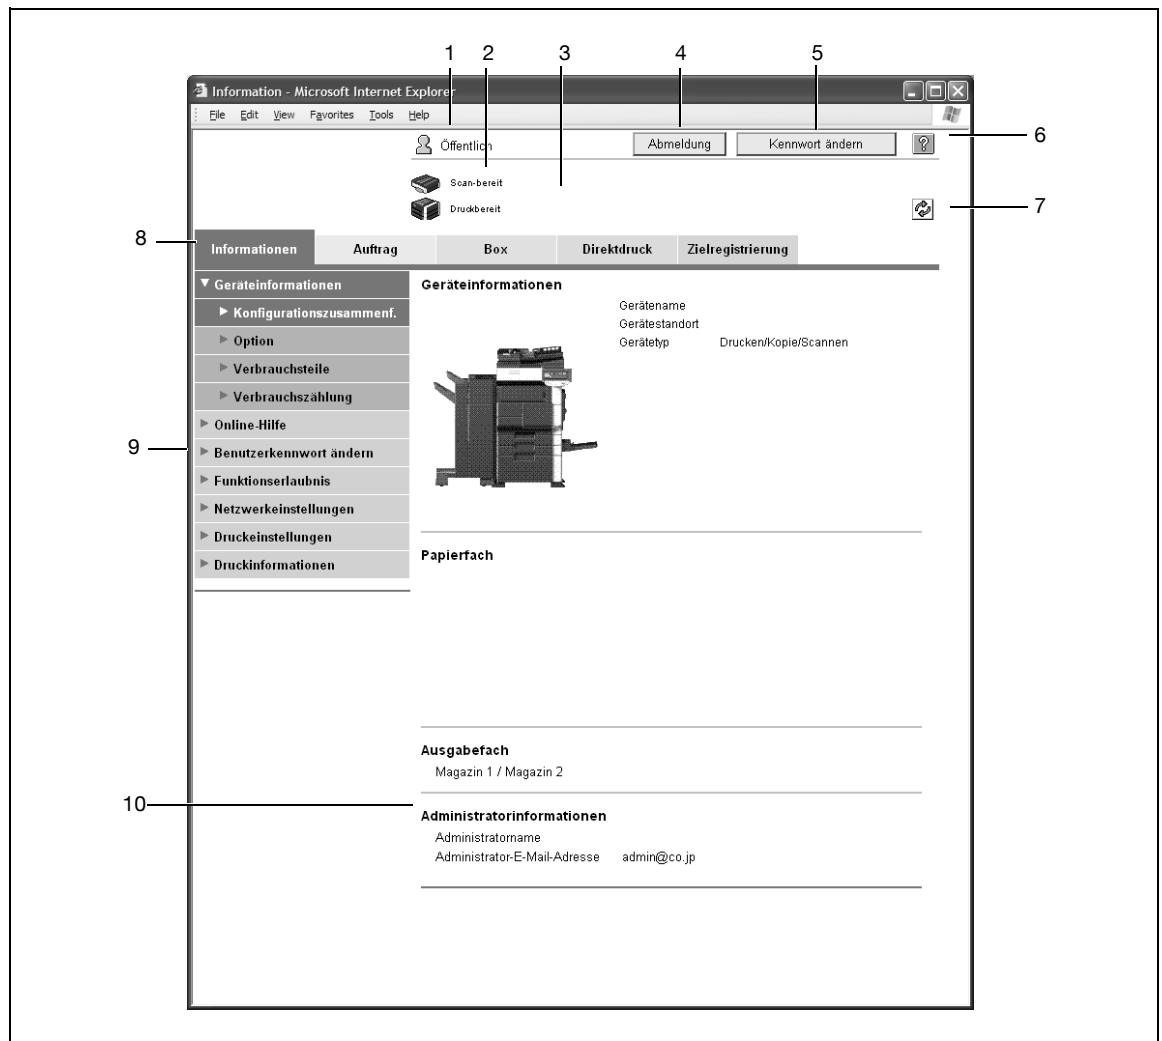 1 2 3 4 5
Information - Microsoft Internet Explorer
File Edit View Favorites Tools Help
6
Öffentlich Abmeldung Kennwort ändern ?
Scan-bereit
7
Druckbereit
8
Informationen Auftrag Box Direktdruck Zielregistrierung
Geräteinformationen
Konfigurationszusammenf.
Option
Verbrauchsteile
Verbrauchszählung
Online-Hilfe
9
Benutzerkennwort ändern
Funktionserlaubnis
Netzwerkeinstellungen
Druckeinstellungen
Druckinformationen
Geräteinformationen
Gerätename
Gerätestandort
Gerätetyp Drucken/Kopie/Scannen
Papierfach
Ausgabefach
Magazin 1 / Magazin 2
10
Administratorinformationen
Administratorname
Administrator-E-Mail-Adresse admin@co.jp